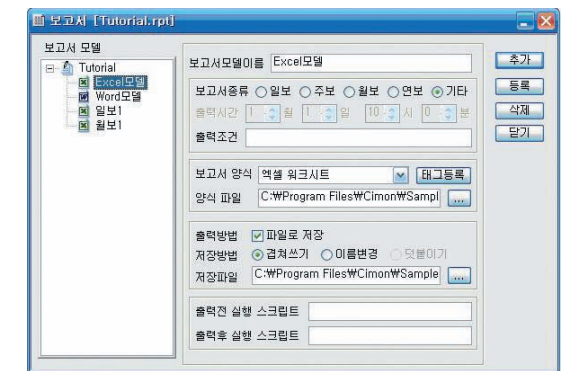 보고서 [Tutorial.rpt]
보고서 모델
Tutorial
Excel모델
Word모델
일보1
월보1
보고서모델이름 Excel모델
보고서종류 일보 주보 월보 연보 기타
출력시간 1 월 1 일 10 시 0 분
출력조건
보고서 양식 엑셀 워크시트 태그등록
양식 파일 C:₩Program Files₩Cimon₩Sampl ...
출력방법 파일로 저장
저장방법 겹쳐쓰기 이름변경 덧붙이기
저장파일 C:₩Program Files₩Cimon₩Sample ...
출력전 실행 스크립트
출력후 실행 스크립트
추가
등록
삭제
닫기